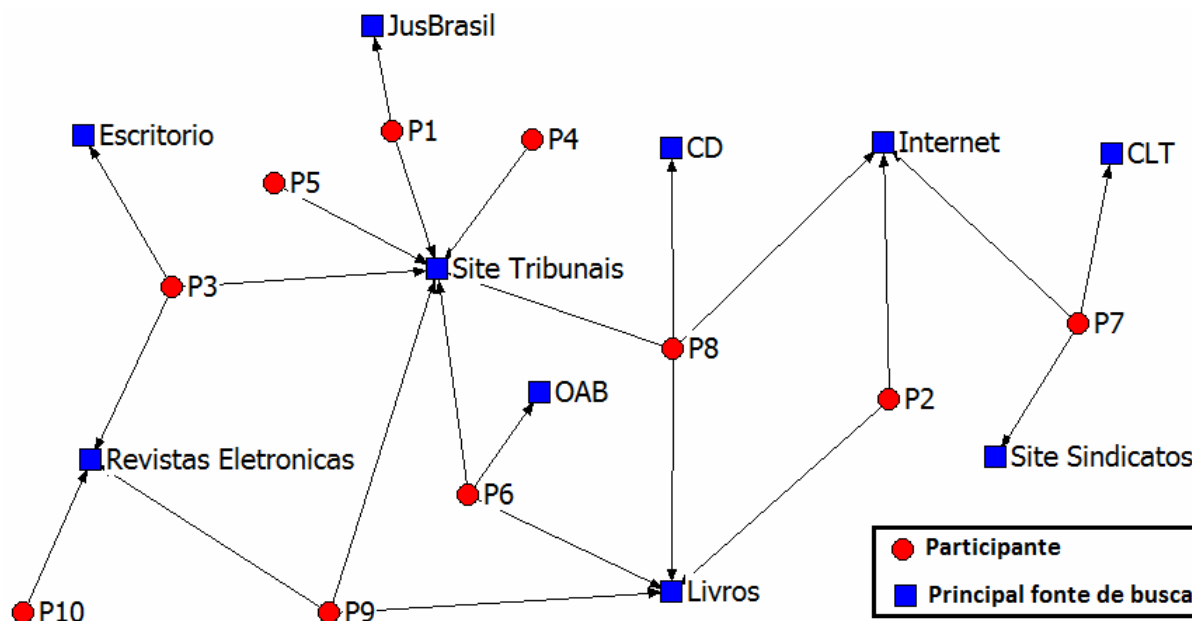 JusBrasil
Escritorio
P1
P4
CD
Internet
CLT
P5
Site Tribunais
P3
P8
P7
OAB
P2
Revistas Eletronicas
Site Sindicatos
P6
Participante
Livros
Principal fonte de busca
P10
P9